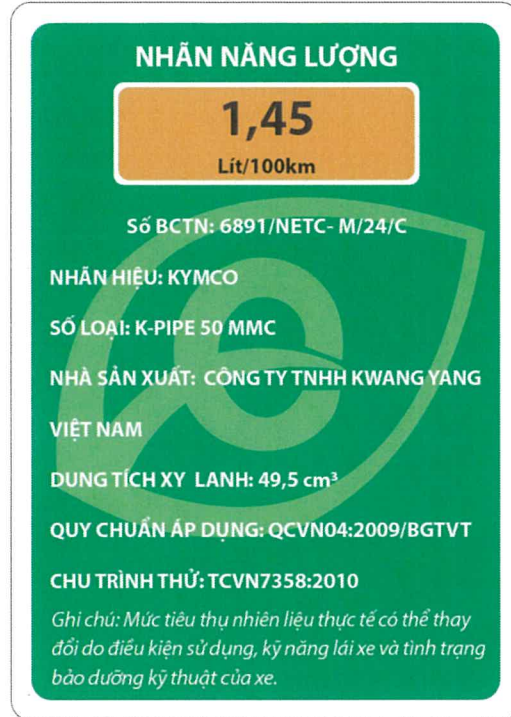 NHÃN NĂNG LƯỢNG
1,45
Lít/100km
Số BCTN: 6891/NETC- M/24/C
NHÃN HIỆU: KYMCO
SỐ LOẠI: K-PIPE 50 MMC
NHÀ SẢN XUẤT: CÔNG TY TNHH KWANG YANG
VIỆT NAM
DUNG TÍCH XY LANH: 49,5 cm³
QUY CHUẨN ÁP DỤNG: QCVN04:2009/BGTVT
CHU TRÌNH THỬ: TCVN7358:2010
Ghi chú: Mức tiêu thụ nhiên liệu thực tế có thể thay
đổi do điều kiện sử dụng, kỹ năng lái xe và tình trạng
bảo dưỡng kỹ thuật của xe.